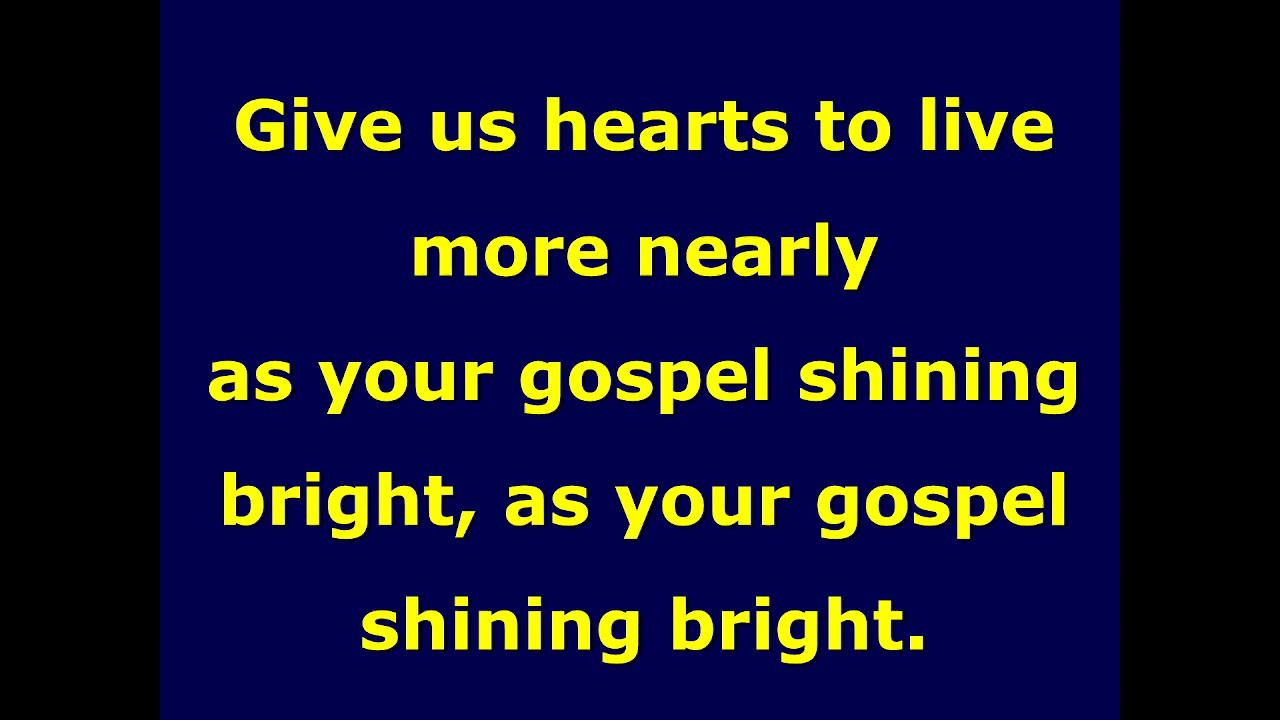 Give us hearts to live
more nearly
as your gospel shining
bright, as your gospel
shining bright.